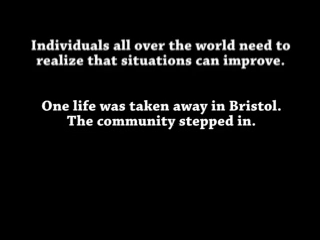 Individuals all over the world need to
realize that situations can improve.
One life was taken away in Bristol.
The community stepped in.